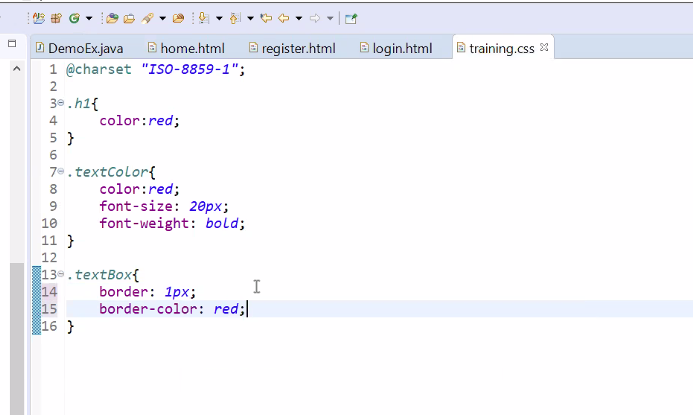 DemoEx.java home.html register.html login.html training.css
1 @charset "ISO-8859-1";
2
3 .h1{
4 color:red;
5 }
6
7 .textColor{
8 color:red;
9 font-size: 20px;
10 font-weight: bold;
11 }
12
13 .textBox{
14 border: 1px;
15 border-color: red;
16 }